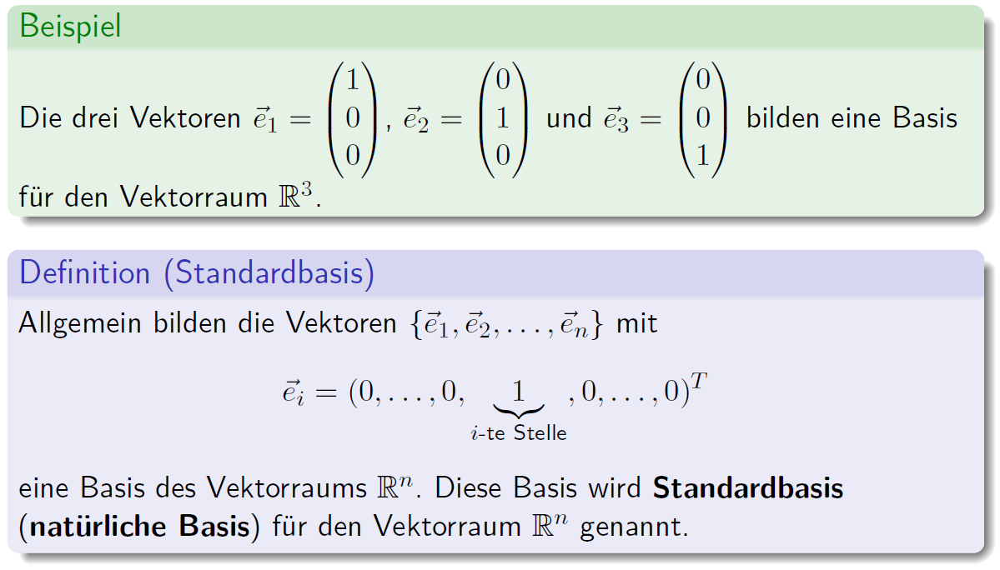 Beispiel
Die drei Vektoren $\vec{e}_1 = \begin{pmatrix} 1 \\ 0 \\ 0 \end{pmatrix}$, $\vec{e}_2 = \begin{pmatrix} 0 \\ 1 \\ 0 \end{pmatrix}$ und $\vec{e}_3 = \begin{pmatrix} 0 \\ 0 \\ 1 \end{pmatrix}$ bilden eine Basis
für den Vektorraum $\mathbb{R}^3$.
Definition (Standardbasis)
Allgemein bilden die Vektoren $\{\vec{e}_1, \vec{e}_2, \ldots, \vec{e}_n\}$ mit
$\vec{e}_i = (0, \ldots, 0, \underbrace{1}_{i\text{-te Stelle}}, 0, \ldots, 0)^T$
eine Basis des Vektorraums $\mathbb{R}^n$. Diese Basis wird Standardbasis
(natürliche Basis) für den Vektorraum $\mathbb{R}^n$ genannt.